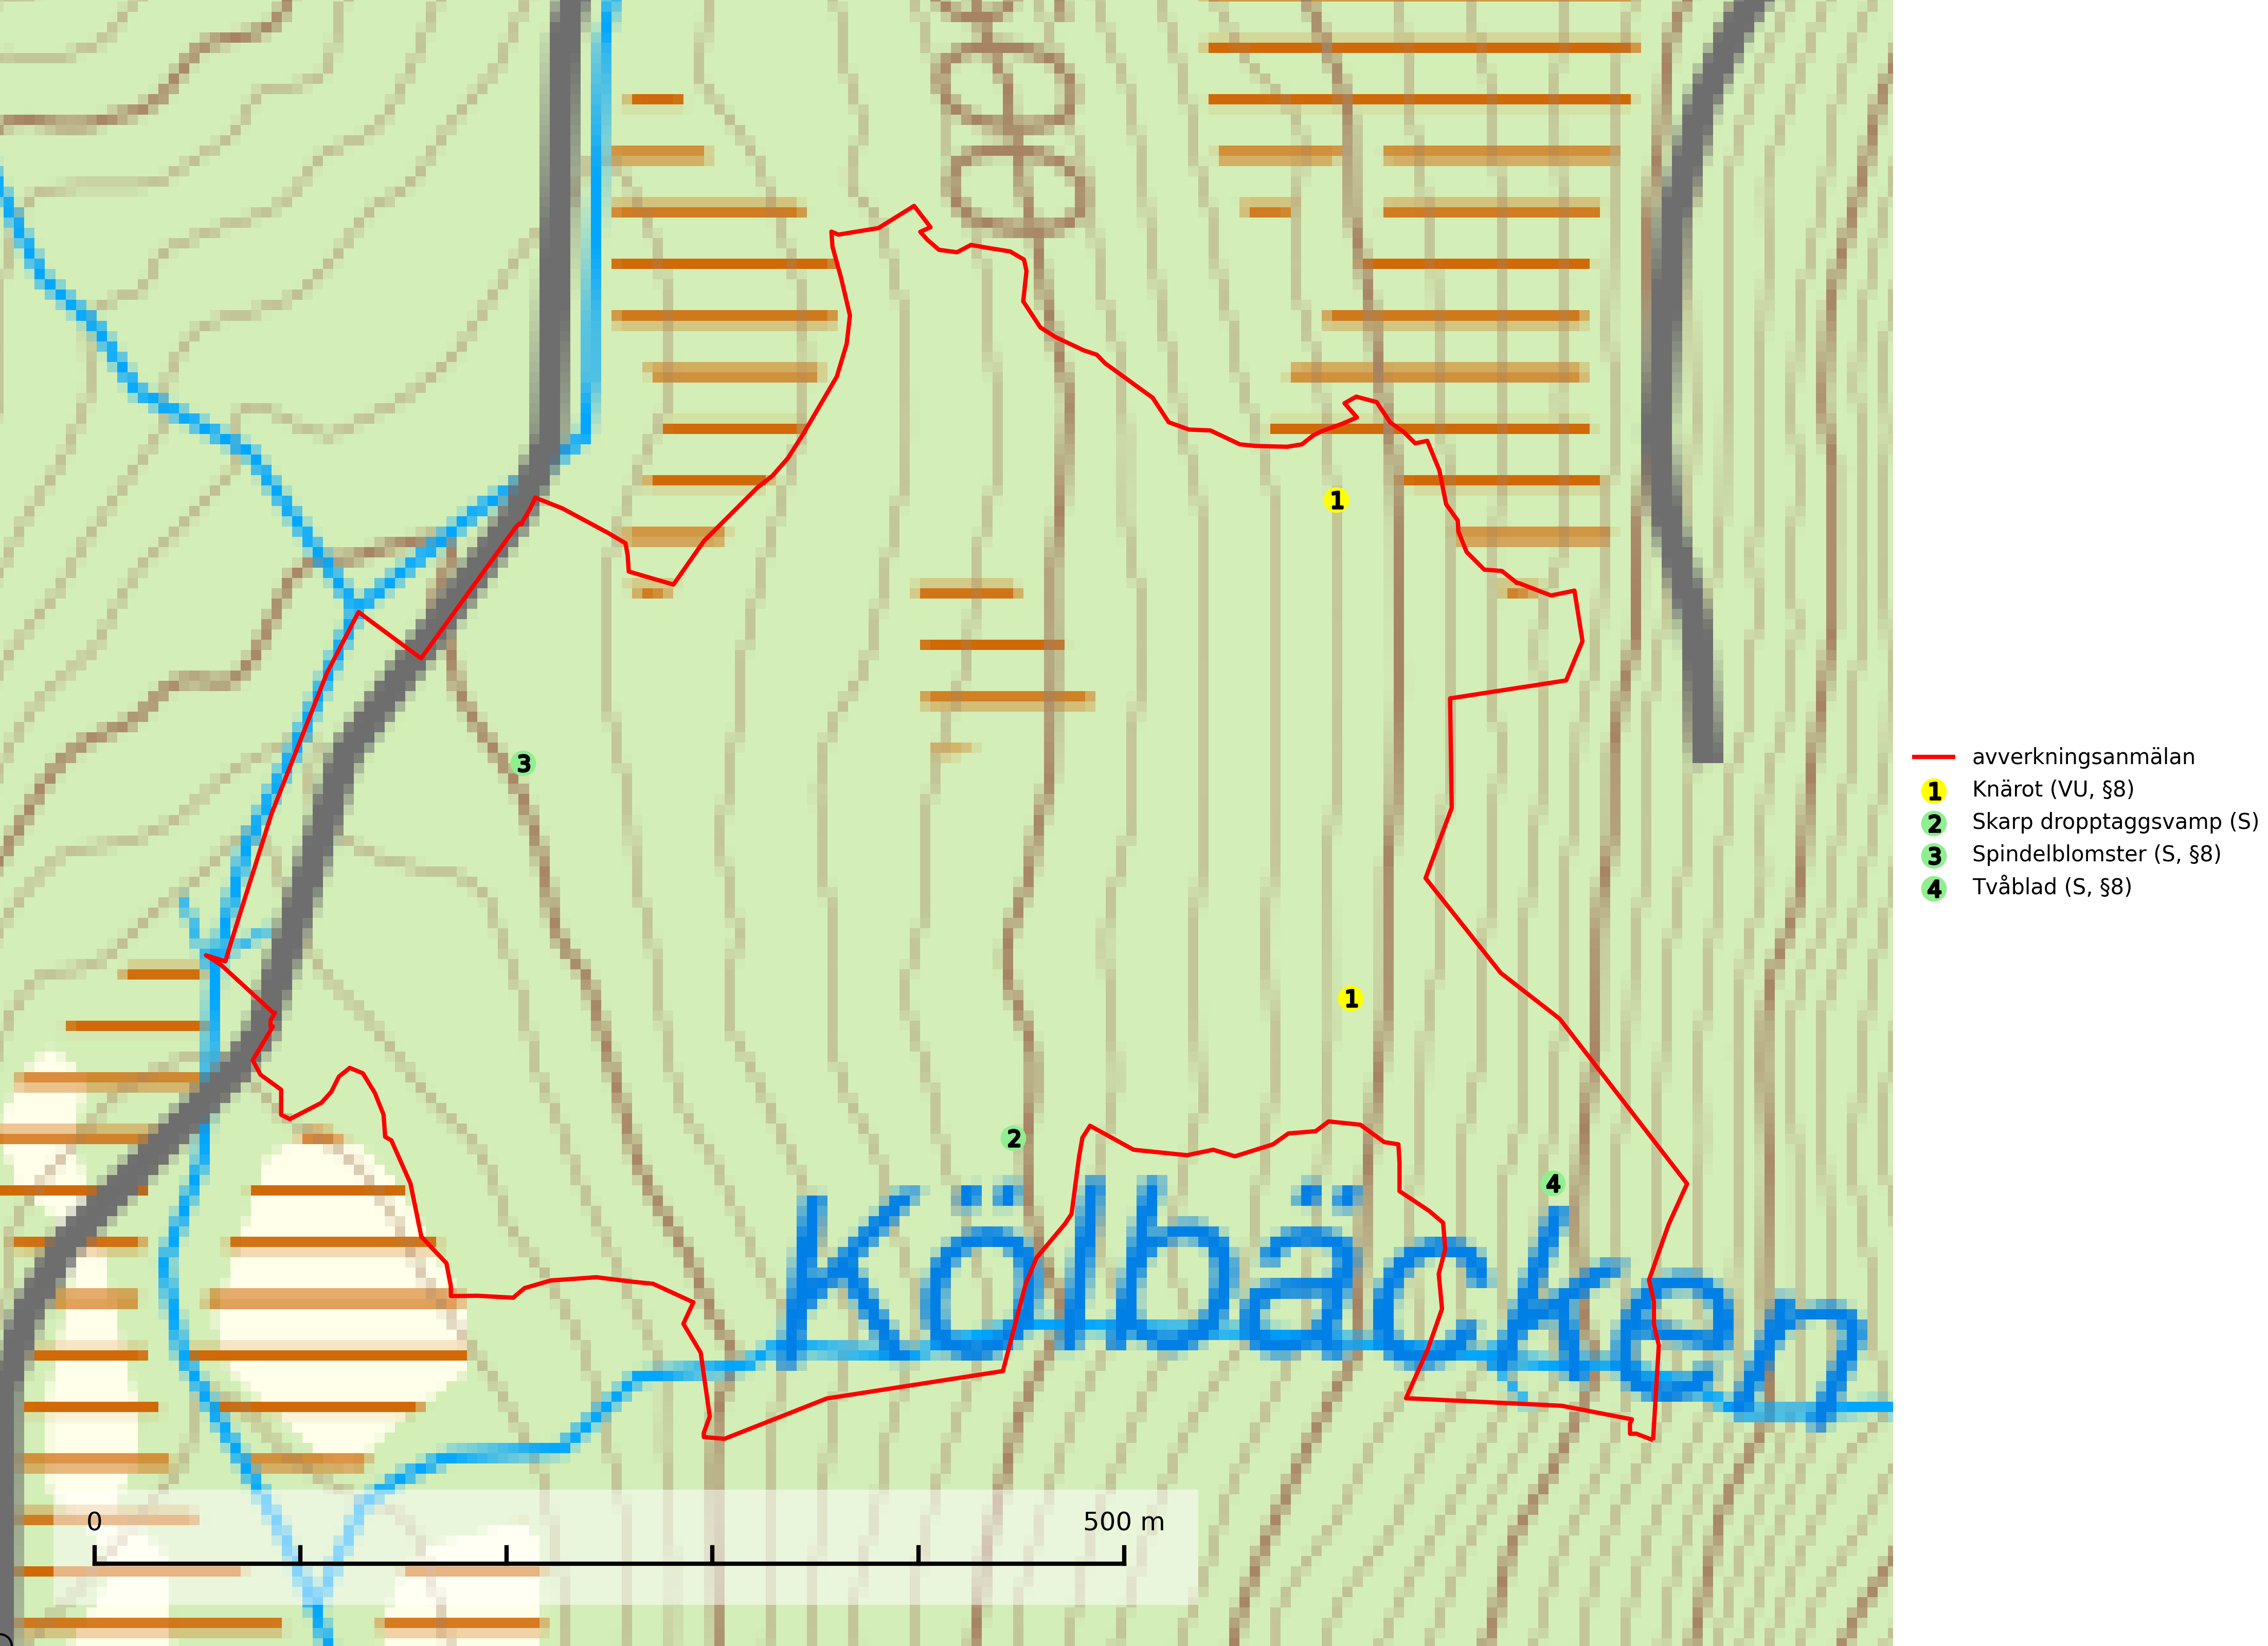 1
3
1
2
4
Kölbäcken
0 500 m
avverkningsanmälan
1 Knärot (VU, §8)
2 Skarp dropptaggsvamp (S)
3 Spindelblomster (S, §8)
4 Tvåblad (S, §8)